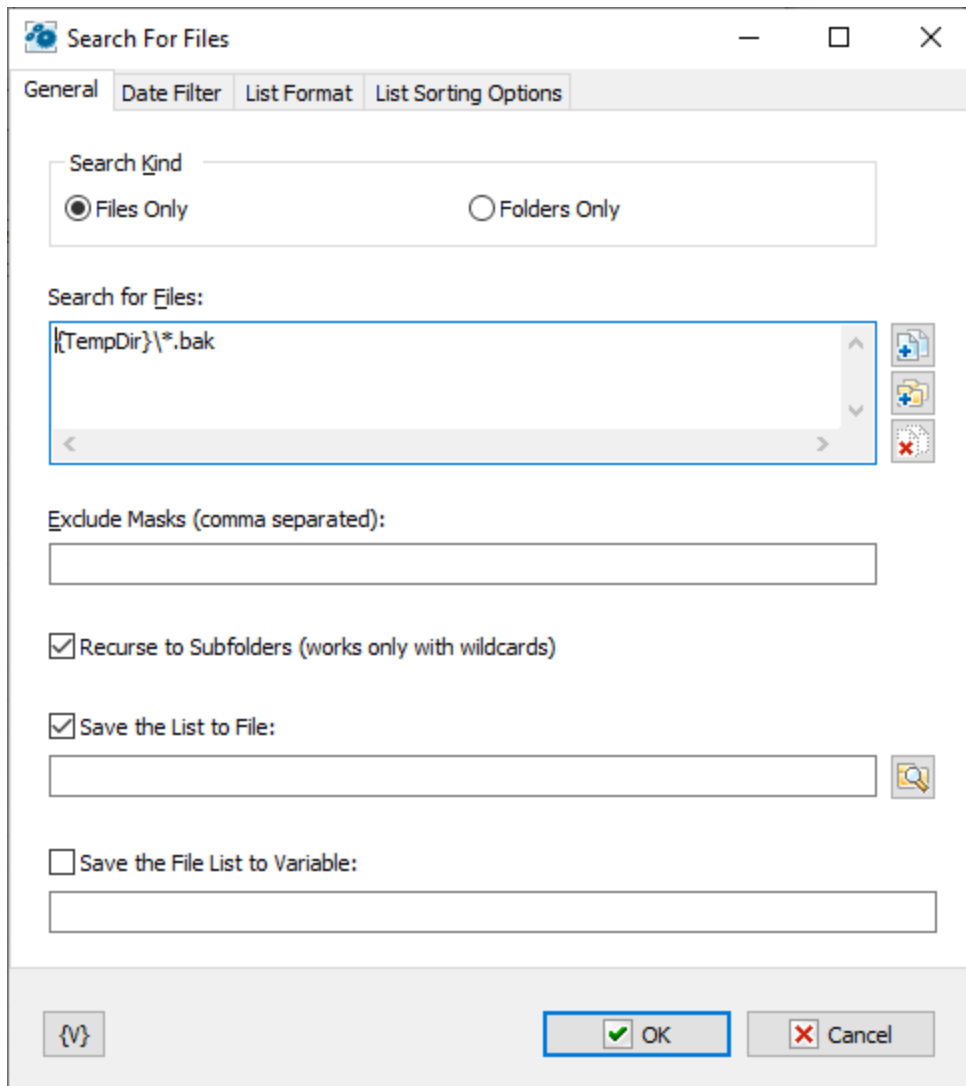 Search For Files
General Date Filter List Format List Sorting Options
Search Kind
Files Only Folders Only
Search for Files:
{TempDir}\*.bak
Exclude Masks (comma separated):
Recurse to Subfolders (works only with wildcards)
Save the List to File:
Save the File List to Variable:
{V} OK Cancel